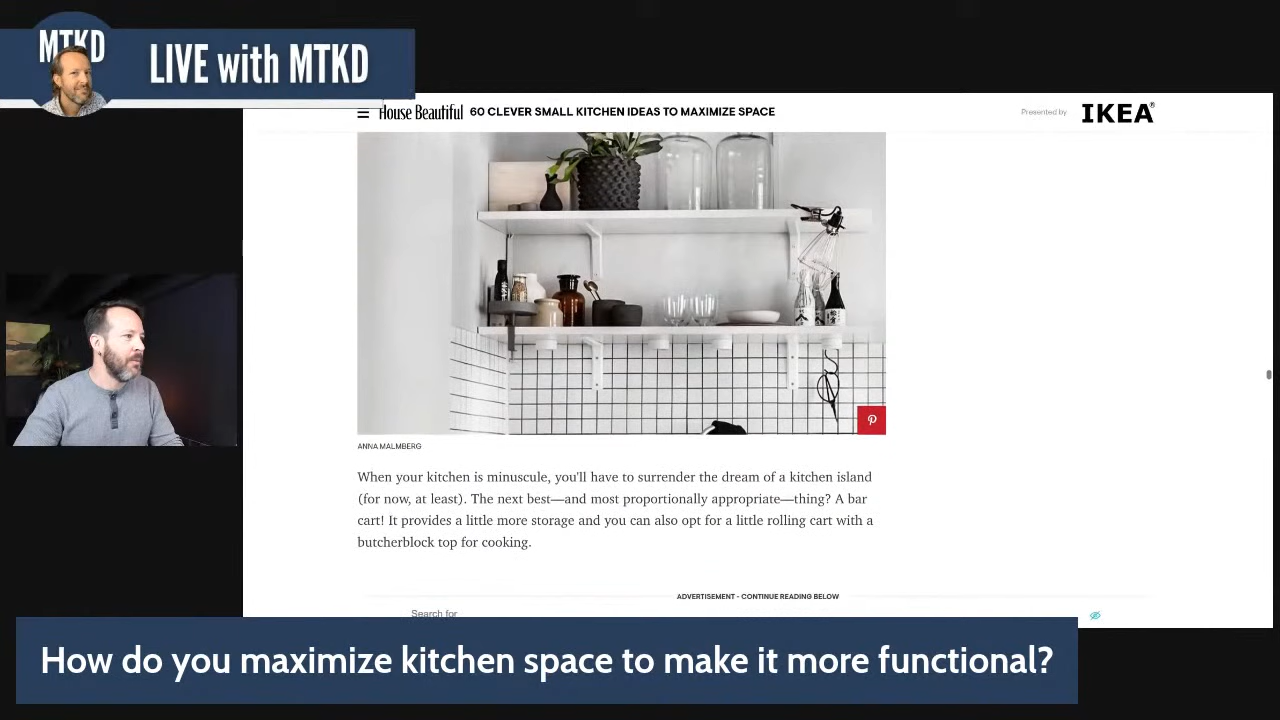 MTKD
LIVE with MTKD
House Beautiful 60 CLEVER SMALL KITCHEN IDEAS TO MAXIMIZE SPACE
Presented by IKEA®
ANNA MALMBERG
When your kitchen is minuscule, you'll have to surrender the dream of a kitchen island
(for now, at least). The next best—and most proportionally appropriate—thing? A bar
cart! It provides a little more storage and you can also opt for a little rolling cart with a
butcherblock top for cooking.
ADVERTISEMENT - CONTINUE READING BELOW
Search for
How do you maximize kitchen space to make it more functional?